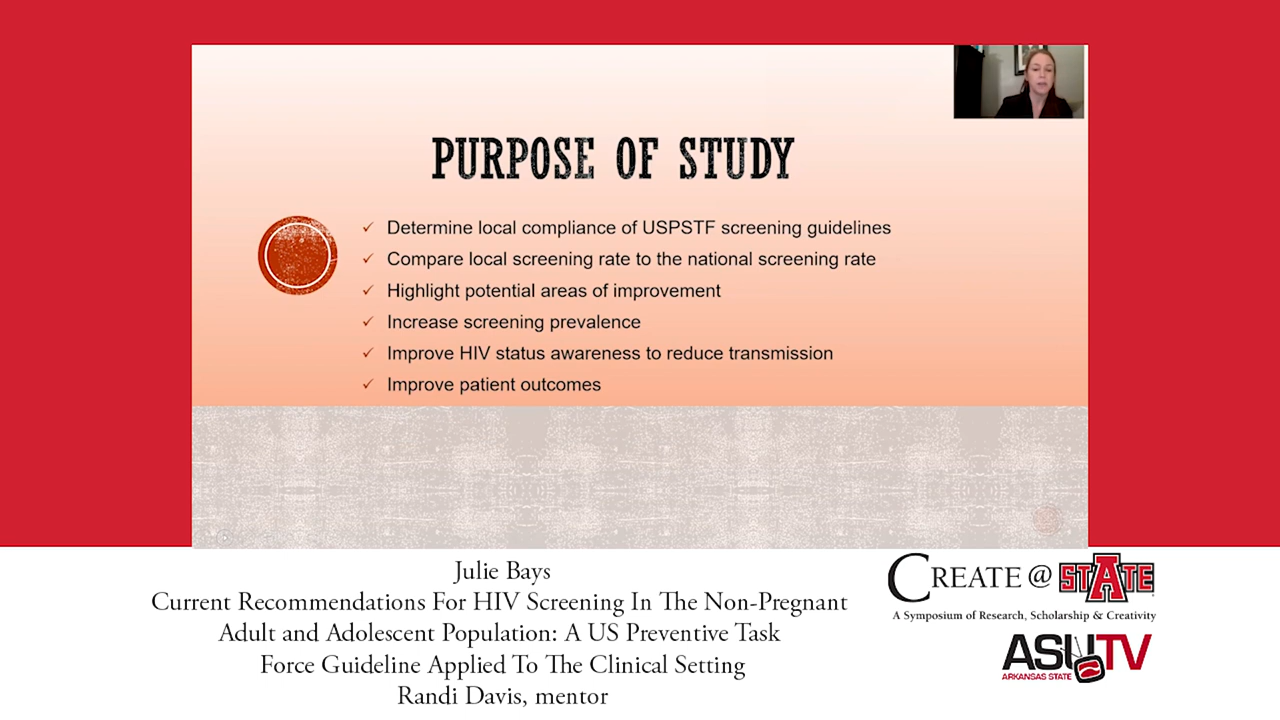 PURPOSE OF STUDY
✓ Determine local compliance of USPSTF screening guidelines
✓ Compare local screening rate to the national screening rate
✓ Highlight potential areas of improvement
✓ Increase screening prevalence
✓ Improve HIV status awareness to reduce transmission
✓ Improve patient outcomes
Julie Bays
Current Recommendations For HIV Screening In The Non-Pregnant
Adult and Adolescent Population: A US Preventive Task
Force Guideline Applied To The Clinical Setting
Randi Davis, mentor
CREATE @ STATE
A Symposium of Research, Scholarship & Creativity
ASUTV
ARKANSAS STATE